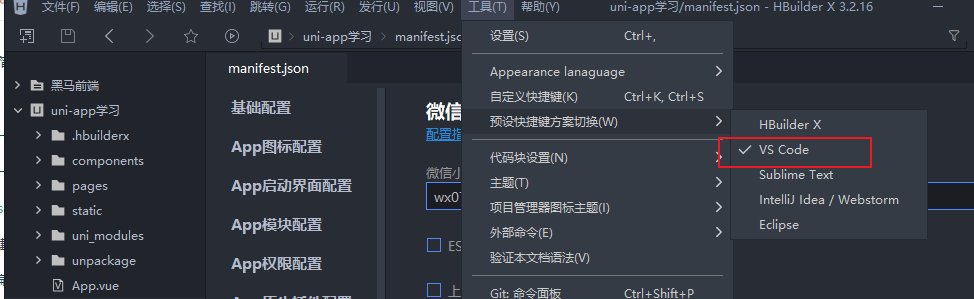 文件(F) 编辑(E) 选择(S) 查找(I) 跳转(G) 运行(R) 发行(U) 视图(V) 工具(T) 帮助(Y) uni-app学习/manifest.json - HBuilder X 3.2.16
uni-app学习 manifest.json
manifest.json
黑马前端
uni-app学习
.hbuilderx
components
pages
static
uni_modules
unpackage
App.vue
基础配置
App图标配置
App启动界面配置
App模块配置
App权限配置
微信
配置指
微信小
wx07
ES
上
设置(S) Ctrl+,
Appearance lanaguage
自定义快捷键(K) Ctrl+K, Ctrl+S
预设快捷键方案切换(W)
代码块设置(N)
主题(T)
项目管理器图标主题(I)
外部命令(E)
验证本文档语法(V)
Git: 命令面板 Ctrl+Shift+P
HBuilder X
VS Code
Sublime Text
IntelliJ Idea / Webstorm
Eclipse